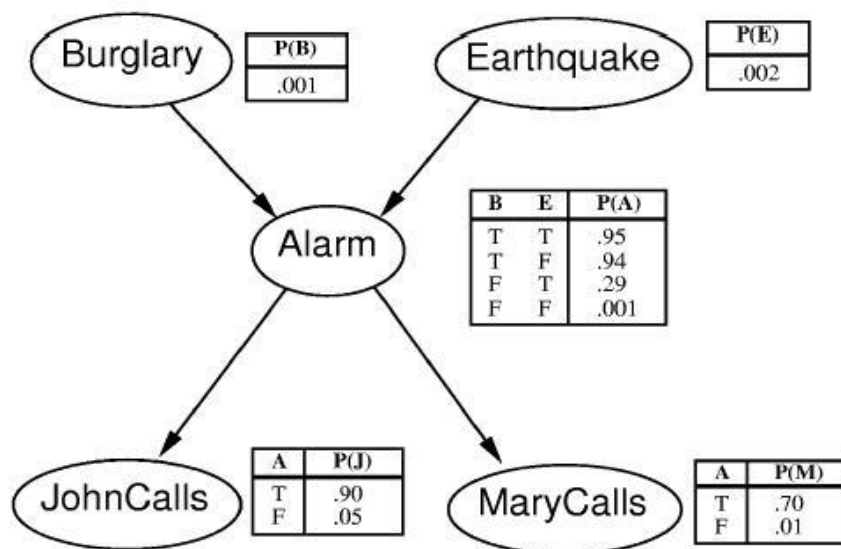 Burglary
P(B)
.001
Earthquake
P(E)
.002
Alarm
B E P(A)
T T .95
T F .94
F T .29
F F .001
JohnCalls
A P(J)
T .90
F .05
MaryCalls
A P(M)
T .70
F .01